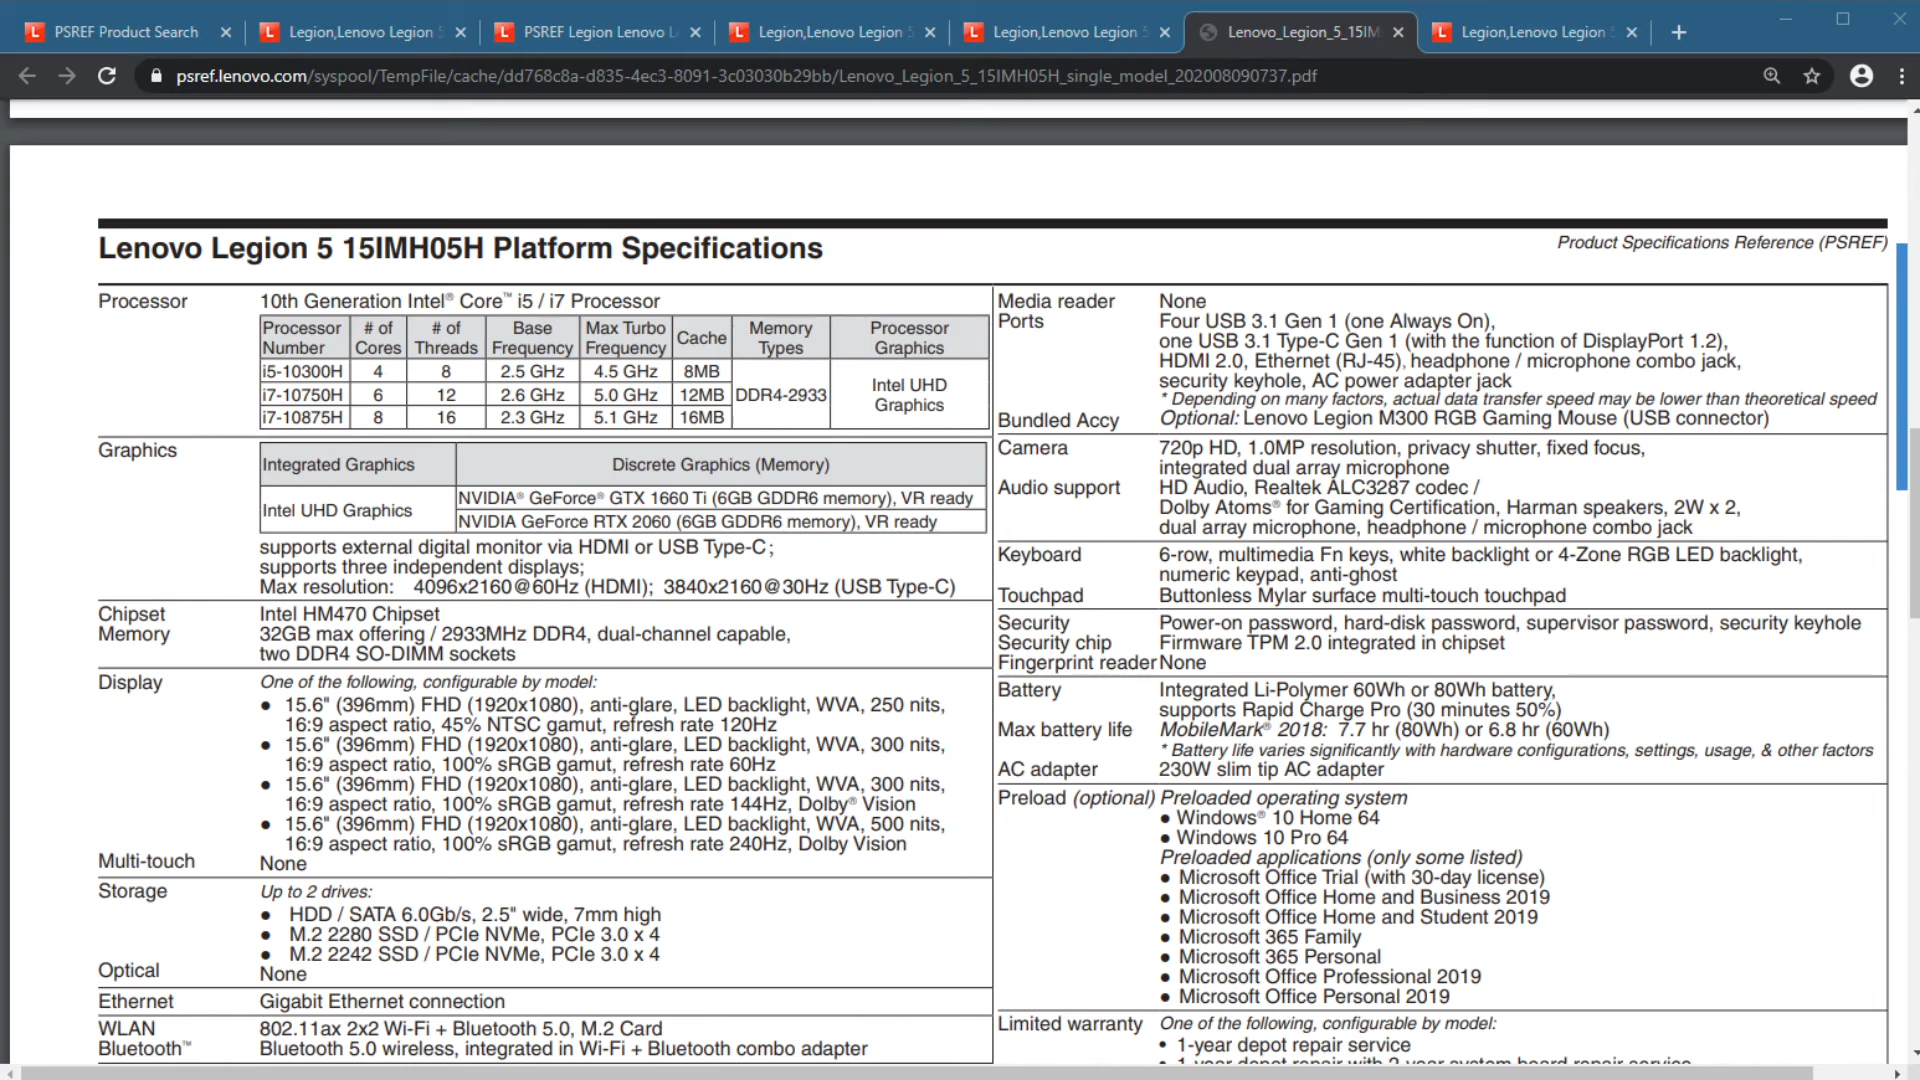 PSREF Product Search
Legion,Lenovo Legion 5
PSREF Legion Lenovo L
Legion,Lenovo Legion 5
Legion,Lenovo Legion 5
Lenovo_Legion_5_15IM
Legion,Lenovo Legion 5
psref.lenovo.com/syspool/TempFile/cache/dd768c8a-d835-4ec3-8091-3c03030b29bb/Lenovo_Legion_5_15IMH05H_single_model_202008090737.pdf
Lenovo Legion 5 15IMH05H Platform Specifications
Product Specifications Reference (PSREF)
Processor
10th Generation Intel® Core™ i5 / i7 Processor
Processor Number # of Cores # of Threads Base Frequency Max Turbo Frequency Cache Memory Types Processor Graphics
i5-10300H 4 8 2.5 GHz 4.5 GHz 8MB
i7-10750H 6 12 2.6 GHz 5.0 GHz 12MB DDR4-2933 Intel UHD Graphics
i7-10875H 8 16 2.3 GHz 5.1 GHz 16MB
Graphics
Integrated Graphics Discrete Graphics (Memory)
Intel UHD Graphics
NVIDIA® GeForce® GTX 1660 Ti (6GB GDDR6 memory), VR ready
NVIDIA GeForce RTX 2060 (6GB GDDR6 memory), VR ready
supports external digital monitor via HDMI or USB Type-C;
supports three independent displays;
Max resolution: 4096x2160@60Hz (HDMI); 3840x2160@30Hz (USB Type-C)
Chipset Intel HM470 Chipset
Memory 32GB max offering / 2933MHz DDR4, dual-channel capable,
two DDR4 SO-DIMM sockets
Display One of the following, configurable by model:
● 15.6" (396mm) FHD (1920x1080), anti-glare, LED backlight, WVA, 250 nits,
16:9 aspect ratio, 45% NTSC gamut, refresh rate 120Hz
● 15.6" (396mm) FHD (1920x1080), anti-glare, LED backlight, WVA, 300 nits,
16:9 aspect ratio, 100% sRGB gamut, refresh rate 60Hz
● 15.6" (396mm) FHD (1920x1080), anti-glare, LED backlight, WVA, 300 nits,
16:9 aspect ratio, 100% sRGB gamut, refresh rate 144Hz, Dolby® Vision
● 15.6" (396mm) FHD (1920x1080), anti-glare, LED backlight, WVA, 500 nits,
16:9 aspect ratio, 100% sRGB gamut, refresh rate 240Hz, Dolby Vision
Multi-touch None
Storage Up to 2 drives:
● HDD / SATA 6.0Gb/s, 2.5" wide, 7mm high
● M.2 2280 SSD / PCIe NVMe, PCIe 3.0 x 4
● M.2 2242 SSD / PCIe NVMe, PCIe 3.0 x 4
Optical None
Ethernet Gigabit Ethernet connection
WLAN 802.11ax 2x2 Wi-Fi + Bluetooth 5.0, M.2 Card
Bluetooth™ Bluetooth 5.0 wireless, integrated in Wi-Fi + Bluetooth combo adapter
Media reader None
Ports Four USB 3.1 Gen 1 (one Always On),
one USB 3.1 Type-C Gen 1 (with the function of DisplayPort 1.2),
HDMI 2.0, Ethernet (RJ-45), headphone / microphone combo jack,
security keyhole, AC power adapter jack
* Depending on many factors, actual data transfer speed may be lower than theoretical speed
Bundled Accy Optional: Lenovo Legion M300 RGB Gaming Mouse (USB connector)
Camera 720p HD, 1.0MP resolution, privacy shutter, fixed focus,
integrated dual array microphone
Audio support HD Audio, Realtek ALC3287 codec /
Dolby Atoms® for Gaming Certification, Harman speakers, 2W x 2,
dual array microphone, headphone / microphone combo jack
Keyboard 6-row, multimedia Fn keys, white backlight or 4-Zone RGB LED backlight,
numeric keypad, anti-ghost
Touchpad Buttonless Mylar surface multi-touch touchpad
Security Power-on password, hard-disk password, supervisor password, security keyhole
Security chip Firmware TPM 2.0 integrated in chipset
Fingerprint reader None
Battery Integrated Li-Polymer 60Wh or 80Wh battery,
supports Rapid Charge Pro (30 minutes 50%)
Max battery life MobileMark® 2018: 7.7 hr (80Wh) or 6.8 hr (60Wh)
* Battery life varies significantly with hardware configurations, settings, usage, & other factors
AC adapter 230W slim tip AC adapter
Preload (optional) Preloaded operating system
● Windows® 10 Home 64
● Windows 10 Pro 64
Preloaded applications (only some listed)
● Microsoft Office Trial (with 30-day license)
● Microsoft Office Home and Business 2019
● Microsoft Office Home and Student 2019
● Microsoft 365 Family
● Microsoft 365 Personal
● Microsoft Office Professional 2019
● Microsoft Office Personal 2019
Limited warranty One of the following, configurable by model:
• 1-year depot repair service
• 1-year depot repair with 2-year system board repair service